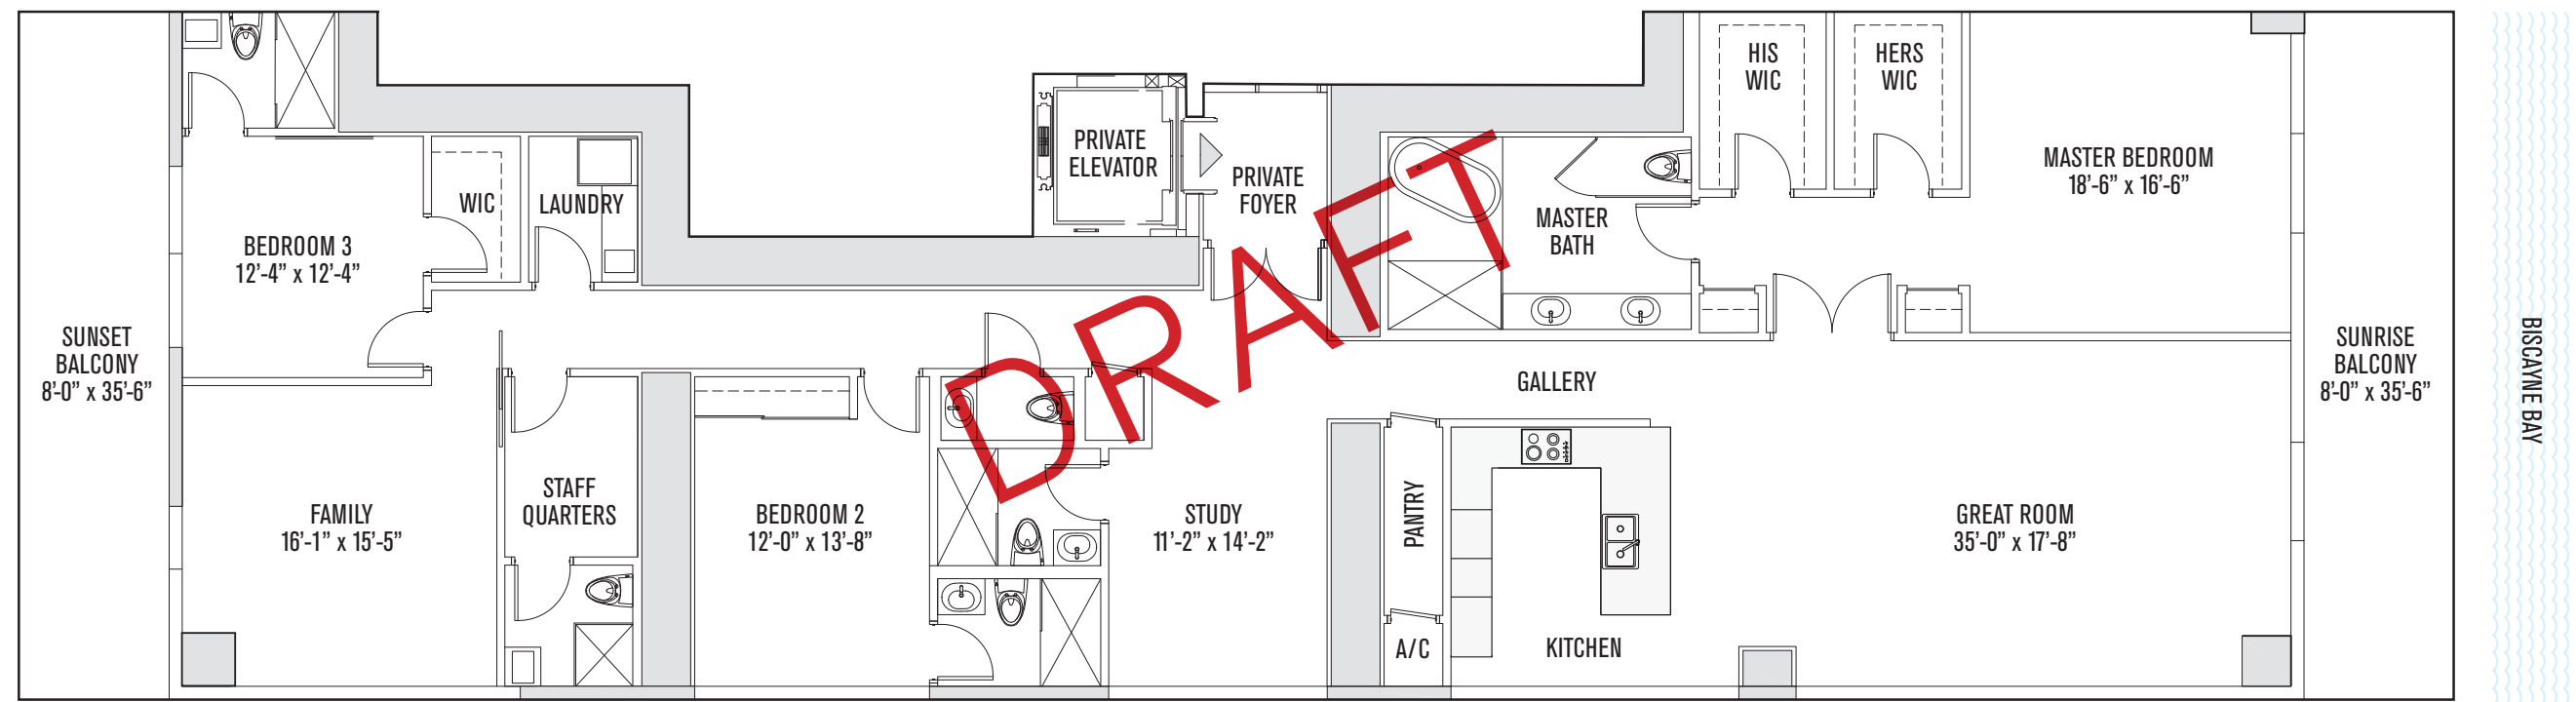 HIS
WIC
HERS
WIC
PRIVATE
ELEVATOR
PRIVATE
FOYER
MASTER BEDROOM
18'-6" x 16'-6"
WIC
LAUNDRY
MASTER
BATH
BEDROOM 3
12'-4" x 12'-4"
SUNSET
BALCONY
8'-0" x 35'-6"
DRAFT
GALLERY
SUNRISE
BALCONY
8'-0" x 35'-6"
BISCAYNE BAY
FAMILY
16'-1" x 15'-5"
STAFF
QUARTERS
BEDROOM 2
12'-0" x 13'-8"
STUDY
11'-2" x 14'-2"
PANTRY
GREAT ROOM
35'-0" x 17'-8"
A/C
KITCHEN